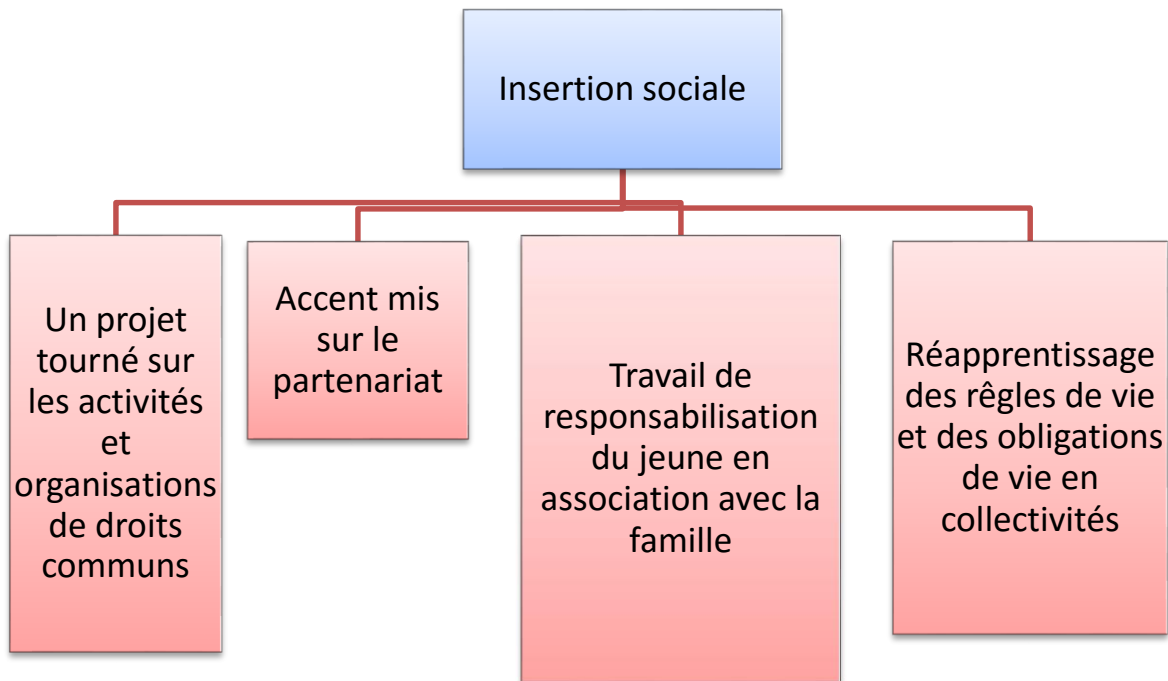 Insertion sociale
Un projet
tourné sur
les activités
et
organisations
de droits
communs
Accent mis
sur le
partenariat
Travail de
responsabilisation
du jeune en
association avec la
famille
Réapprentissage
des rêgles de vie
et des obligations
de vie en
collectivités